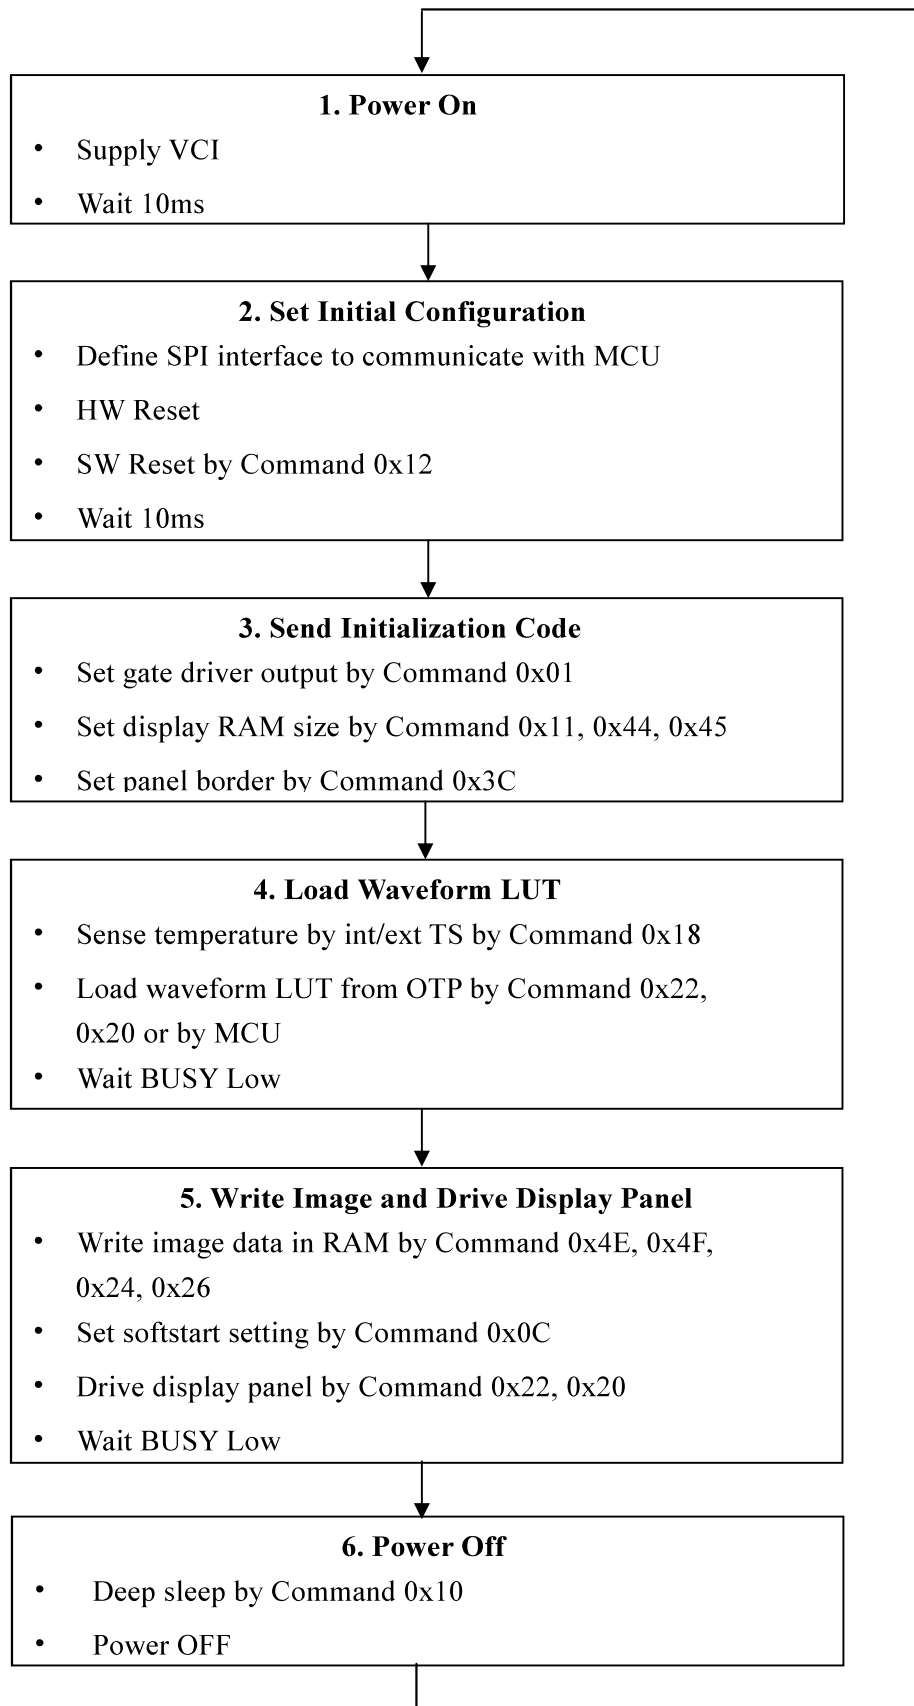 1. Power On
• Supply VCI
• Wait 10ms
2. Set Initial Configuration
• Define SPI interface to communicate with MCU
• HW Reset
• SW Reset by Command 0x12
• Wait 10ms
3. Send Initialization Code
• Set gate driver output by Command 0x01
• Set display RAM size by Command 0x11, 0x44, 0x45
• Set panel border by Command 0x3C
4. Load Waveform LUT
• Sense temperature by int/ext TS by Command 0x18
• Load waveform LUT from OTP by Command 0x22,
0x20 or by MCU
• Wait BUSY Low
5. Write Image and Drive Display Panel
• Write image data in RAM by Command 0x4E, 0x4F,
0x24, 0x26
• Set softstart setting by Command 0x0C
• Drive display panel by Command 0x22, 0x20
• Wait BUSY Low
6. Power Off
• Deep sleep by Command 0x10
• Power OFF